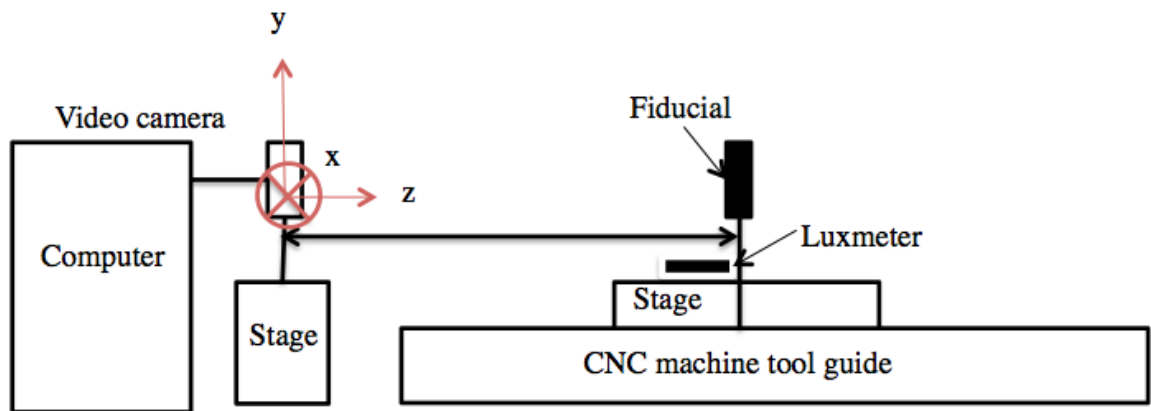 y
Video camera
Fiducial
x
z
Computer
Luxmeter
Stage
Stage
CNC machine tool guide